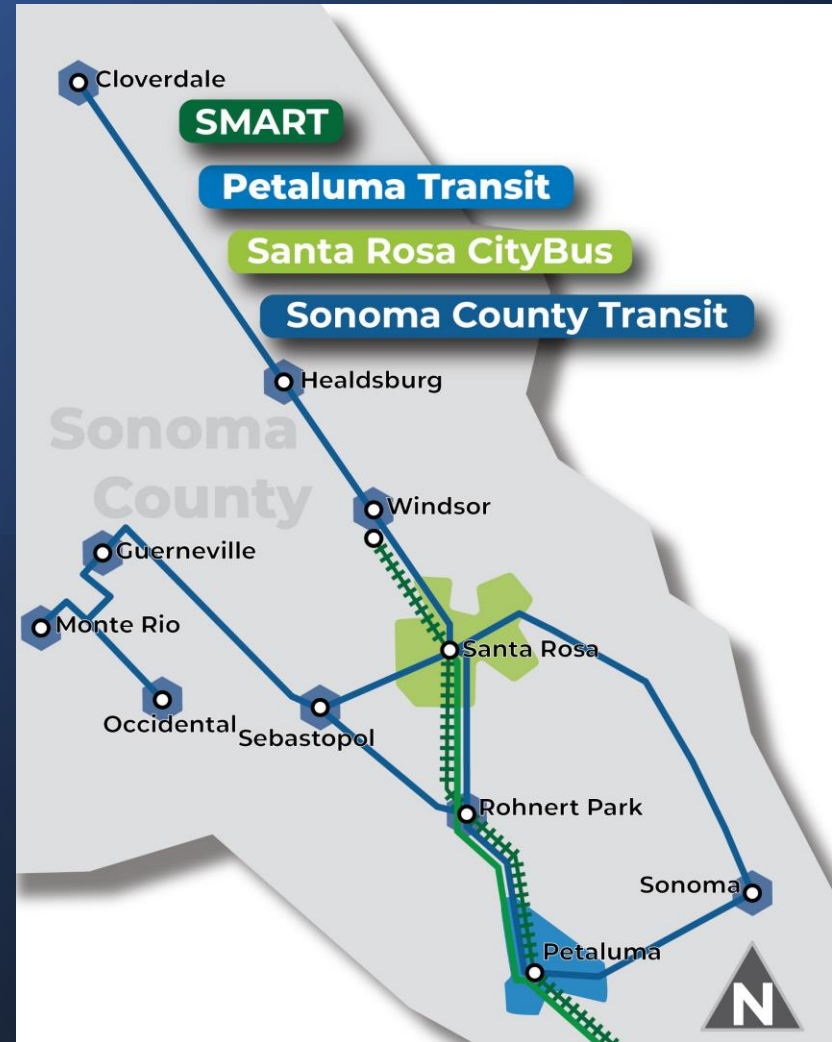 Cloverdale
SMART
Petaluma Transit
Santa Rosa CityBus
Sonoma County Transit
Healdsburg
Sonoma
County
Windsor
Guerneville
Monte Rio
Santa Rosa
Occidental
Sebastopol
Rohnert Park
Sonoma
Petaluma
N